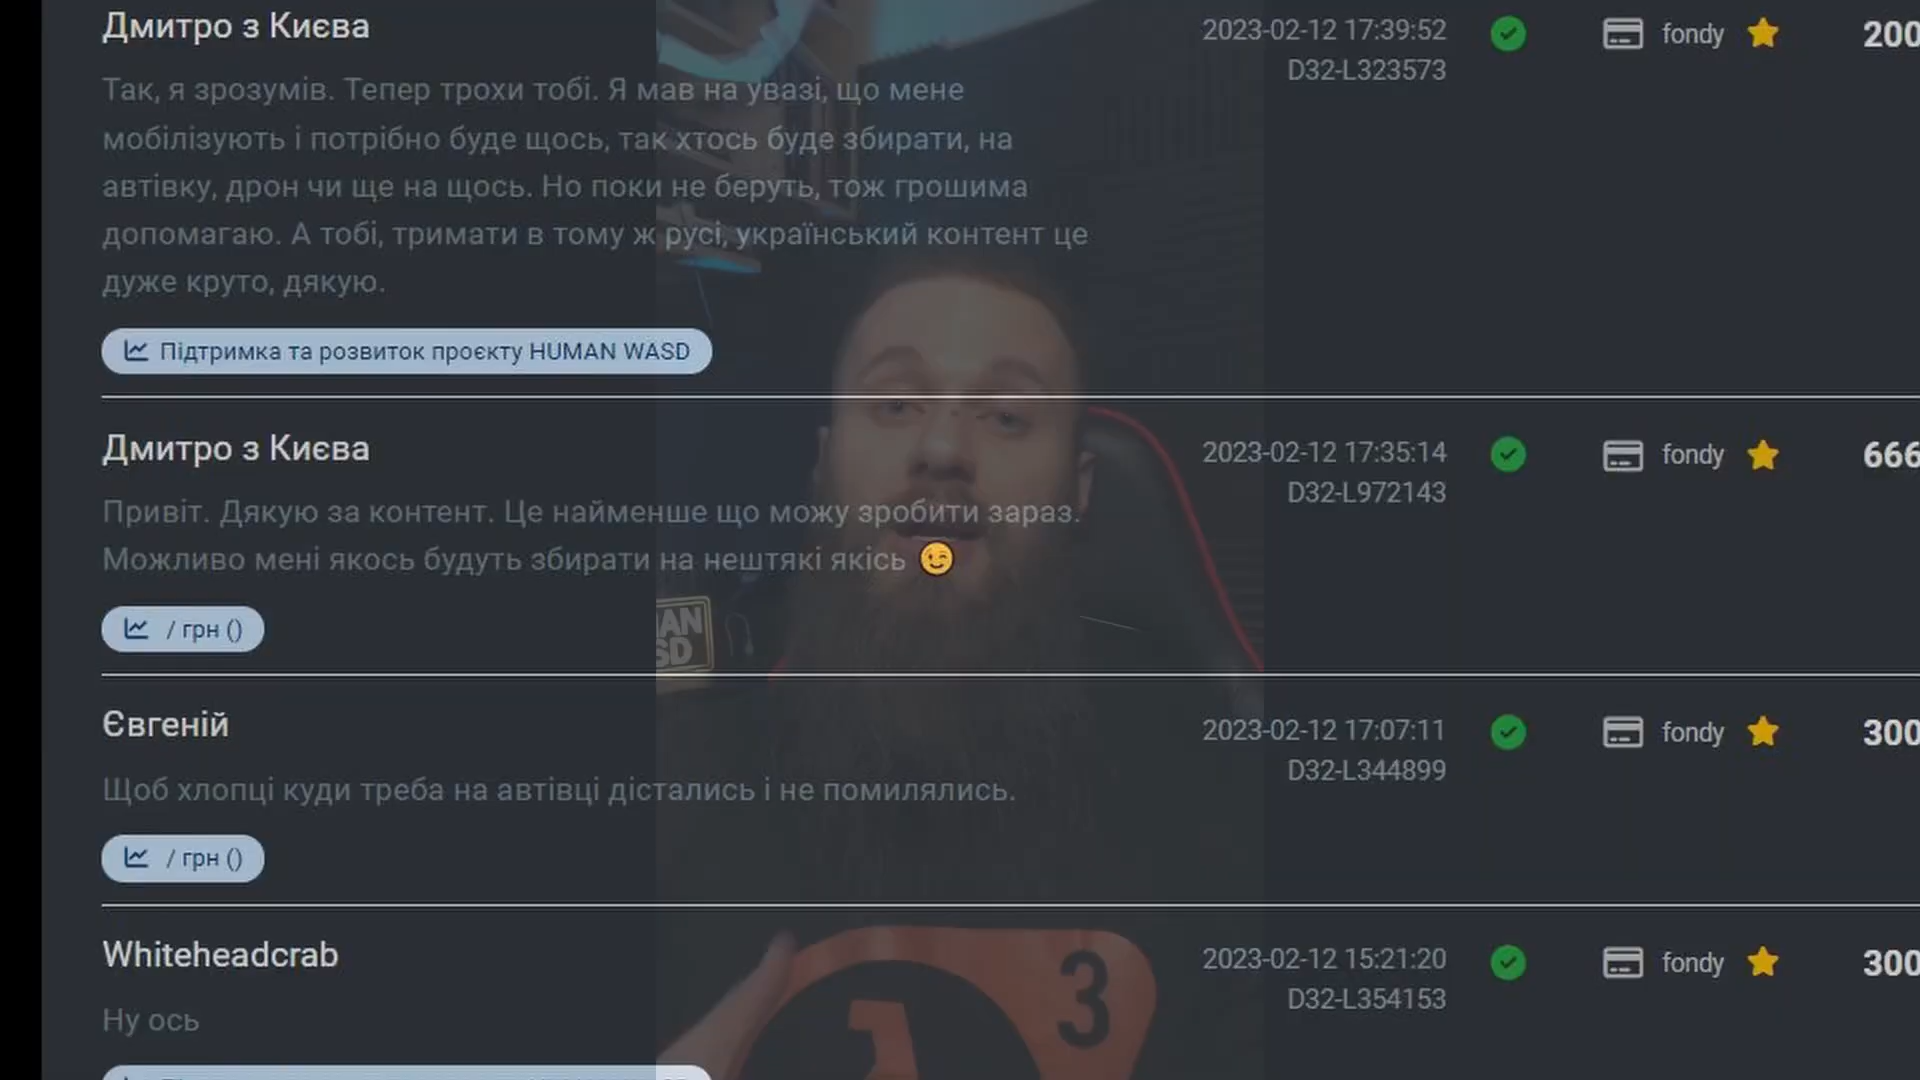 Дмитро з Києва
2023-02-12 17:39:52
fondy
200
D32-L323573
Так, я зрозумів. Тепер трохи тобі. Я мав на увазі, що мене
мобілізують і потрібно буде щось, так хтось буде збирати, на
автівку, дрон чи ще на щось. Но поки не беруть, тож грошима
допомагаю. А тобі, тримати в тому ж русі, український контент це
дуже круто, дякую.
Підтримка та розвиток проєкту HUMAN WASD
Дмитро з Києва
2023-02-12 17:35:14
fondy
666
D32-L972143
Привіт. Дякую за контент. Це найменше що можу зробити зараз.
Можливо мені якось будуть збирати на нештякі якісь 😉
/ грн ()
Євгеній
2023-02-12 17:07:11
fondy
300
D32-L344899
Щоб хлопці куди треба на автівці дістались і не помилялись.
/ грн ()
Whiteheadcrab
2023-02-12 15:21:20
fondy
300
D32-L354153
Ну ось
3